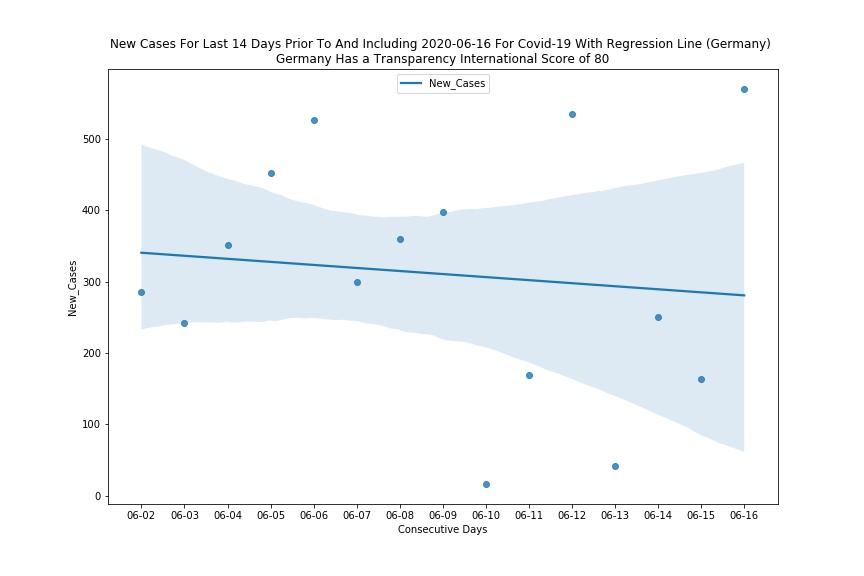 New Cases For Last 14 Days Prior To And Including 2020-06-16 For Covid-19 With Regression Line (Germany)
Germany Has a Transparency International Score of 80
New_Cases
500
400
300
200
100
0
New_Cases
06-02 06-03 06-04 06-05 06-06 06-07 06-08 06-09 06-10 06-11 06-12 06-13 06-14 06-15 06-16
Consecutive Days